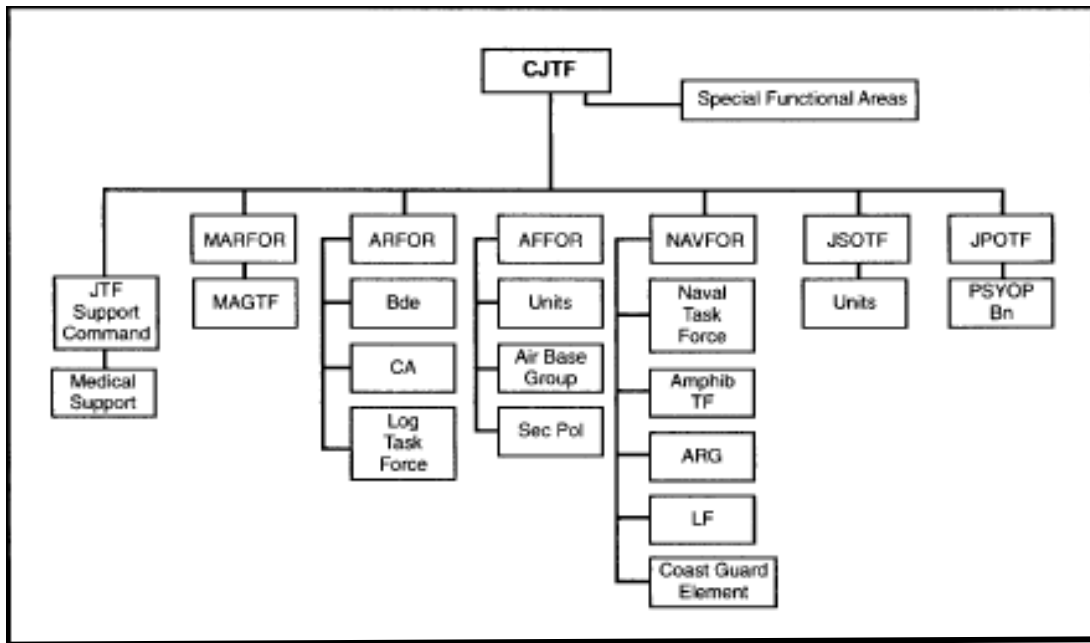 CJTF
Special Functional Areas
JTF
Support
Command
Medical
Support
MARFOR
MAGTF
ARFOR
Bde
CA
Log
Task
Force
AFFOR
Units
Air Base
Group
Sec Pol
NAVFOR
Naval
Task
Force
Amphib
TF
ARG
LF
Coast Guard
Element
JSOTF
Units
JPOTF
PSYOP
Bn